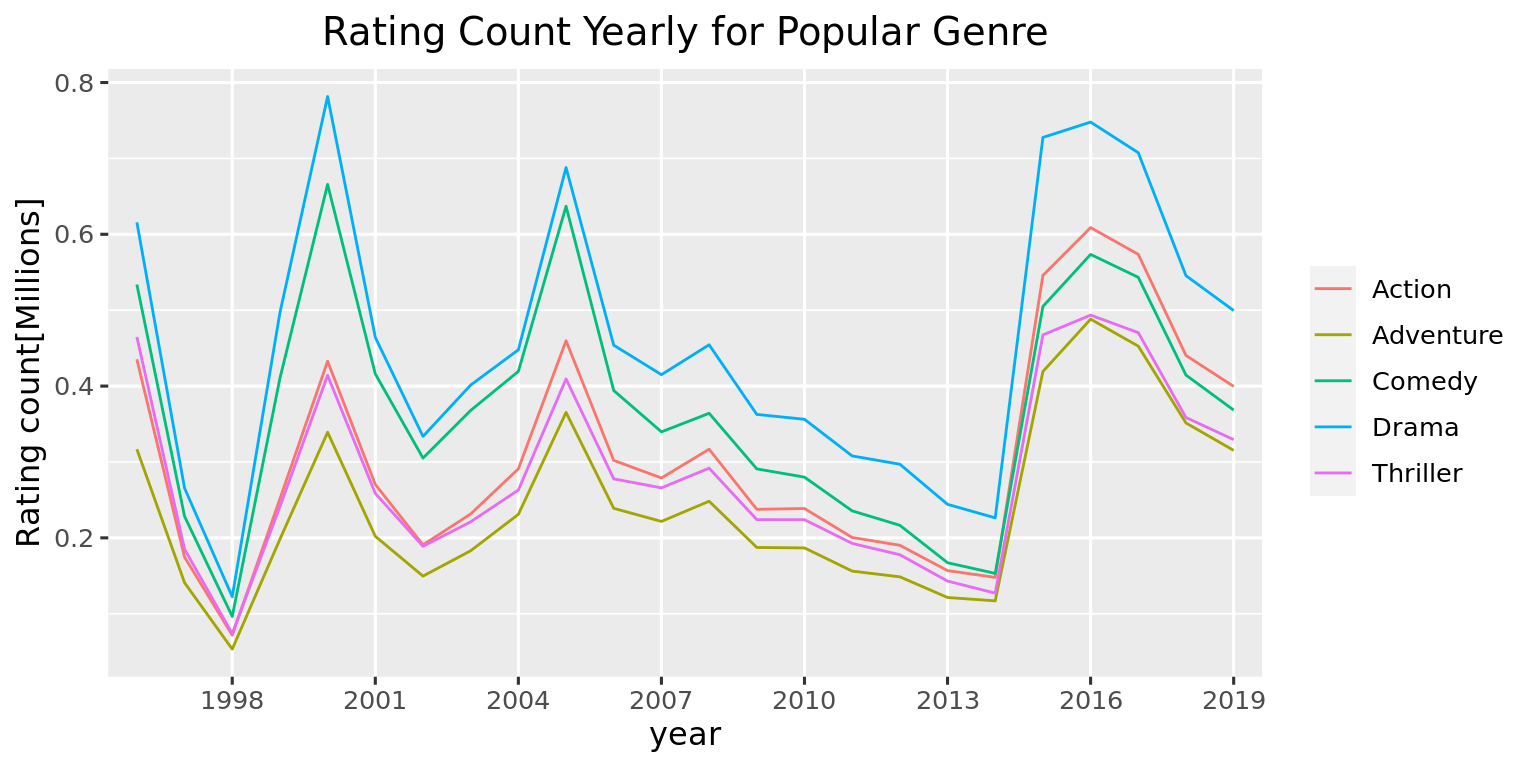 Rating Count Yearly for Popular Genre
Rating count[Millions]
0.8
0.6
0.4
0.2
1998 2001 2004 2007 2010 2013 2016 2019
year
Action
Adventure
Comedy
Drama
Thriller